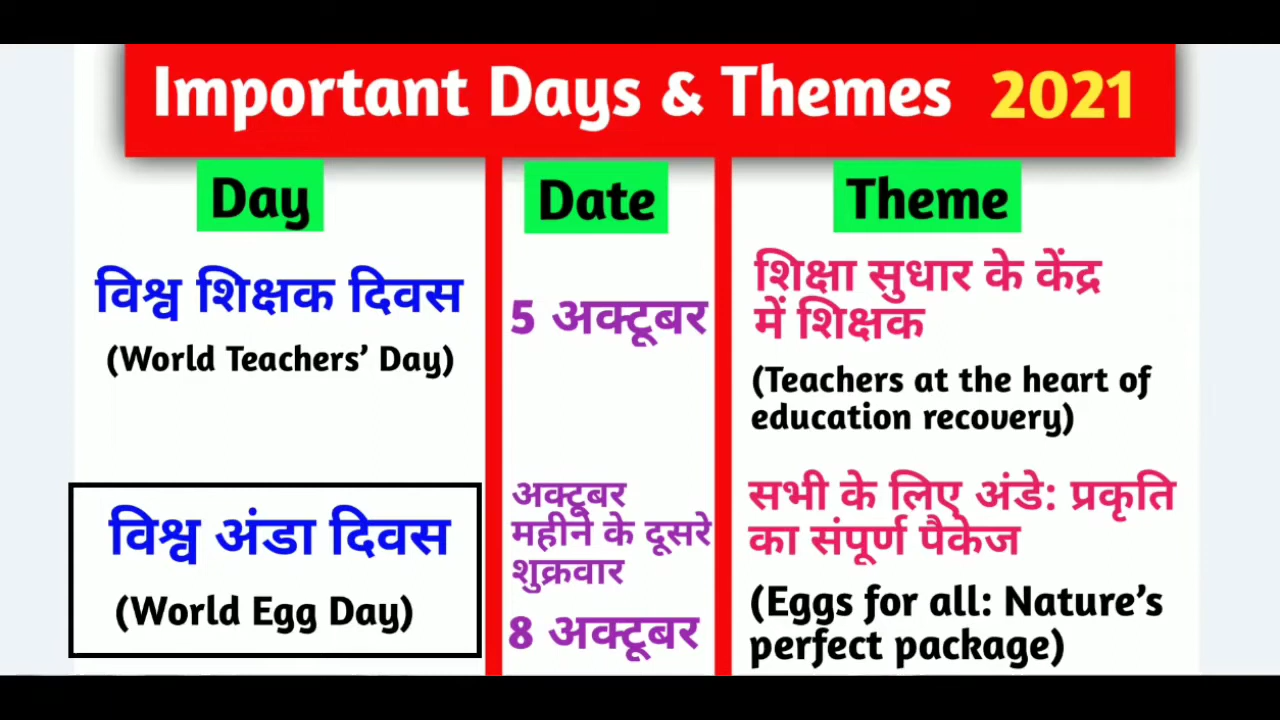 Important Days & Themes 2021
Day
Date
Theme
विश्व शिक्षक दिवस
(World Teachers’ Day)
5 अक्टूबर
शिक्षा सुधार के केंद्र
में शिक्षक
(Teachers at the heart of
education recovery)
विश्व अंडा दिवस
(World Egg Day)
अक्टूबर
महीने के दूसरे
शुक्रवार
8 अक्टूबर
सभी के लिए अंडे: प्रकृति
का संपूर्ण पैकेज
(Eggs for all: Nature’s
perfect package)